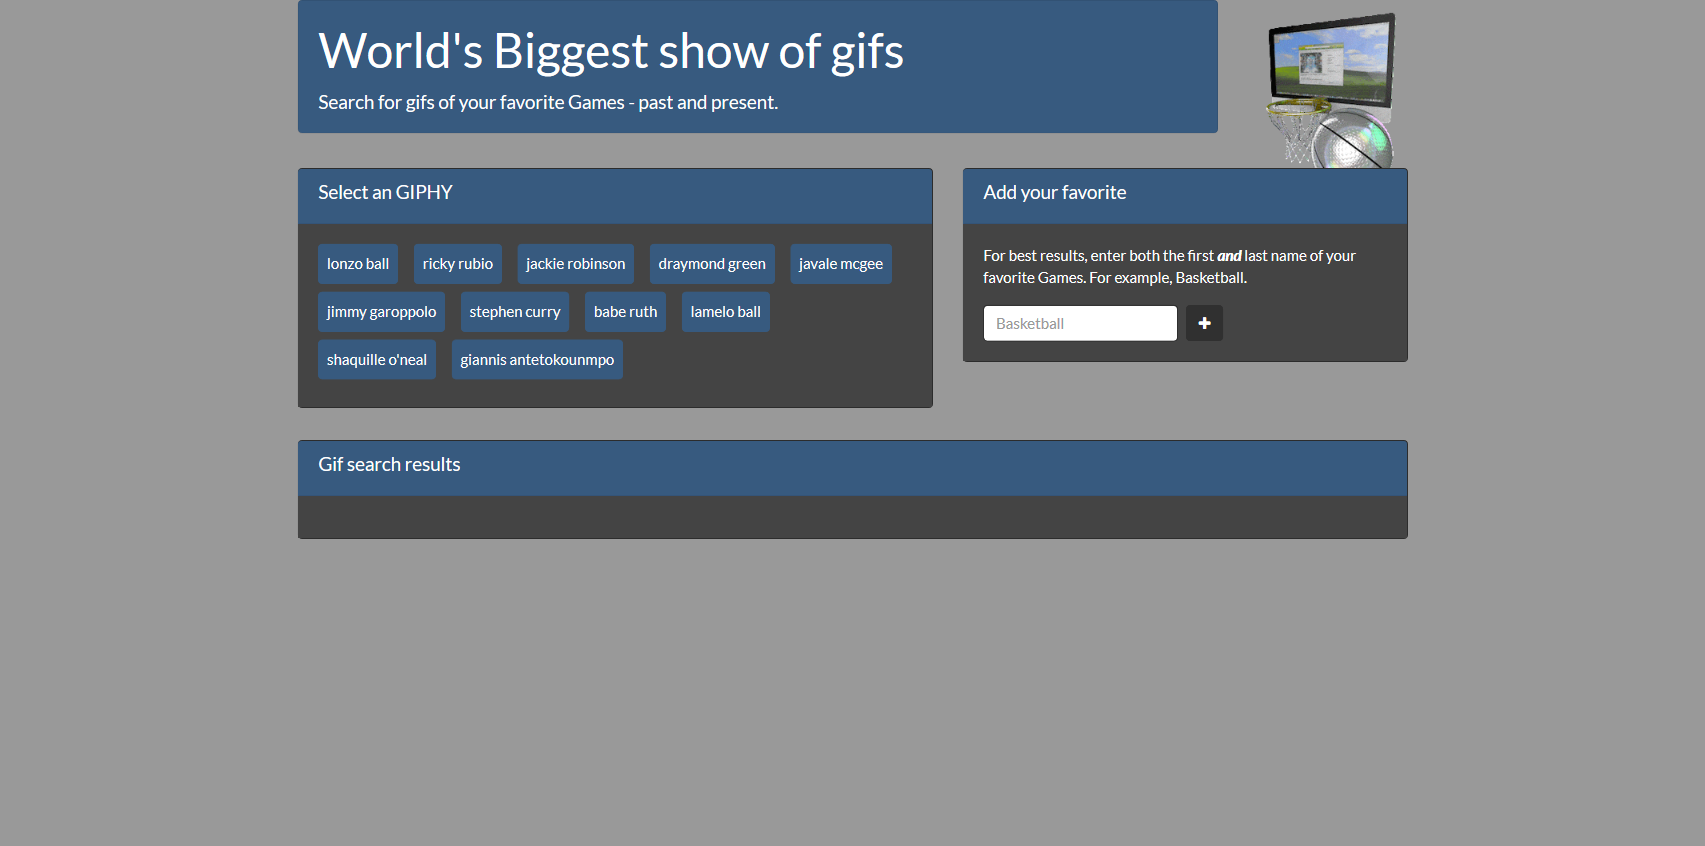 World's Biggest show of gifs
Search for gifs of your favorite Games - past and present.
Select an GIPHY
lonzo ball
ricky rubio
jackie robinson
draymond green
javale mcgee
jimmy garoppolo
stephen curry
babe ruth
lamelo ball
shaquille o'neal
giannis antetokounmpo
Add your favorite
For best results, enter both the first and last name of your
favorite Games. For example, Basketball.
Basketball
Gif search results